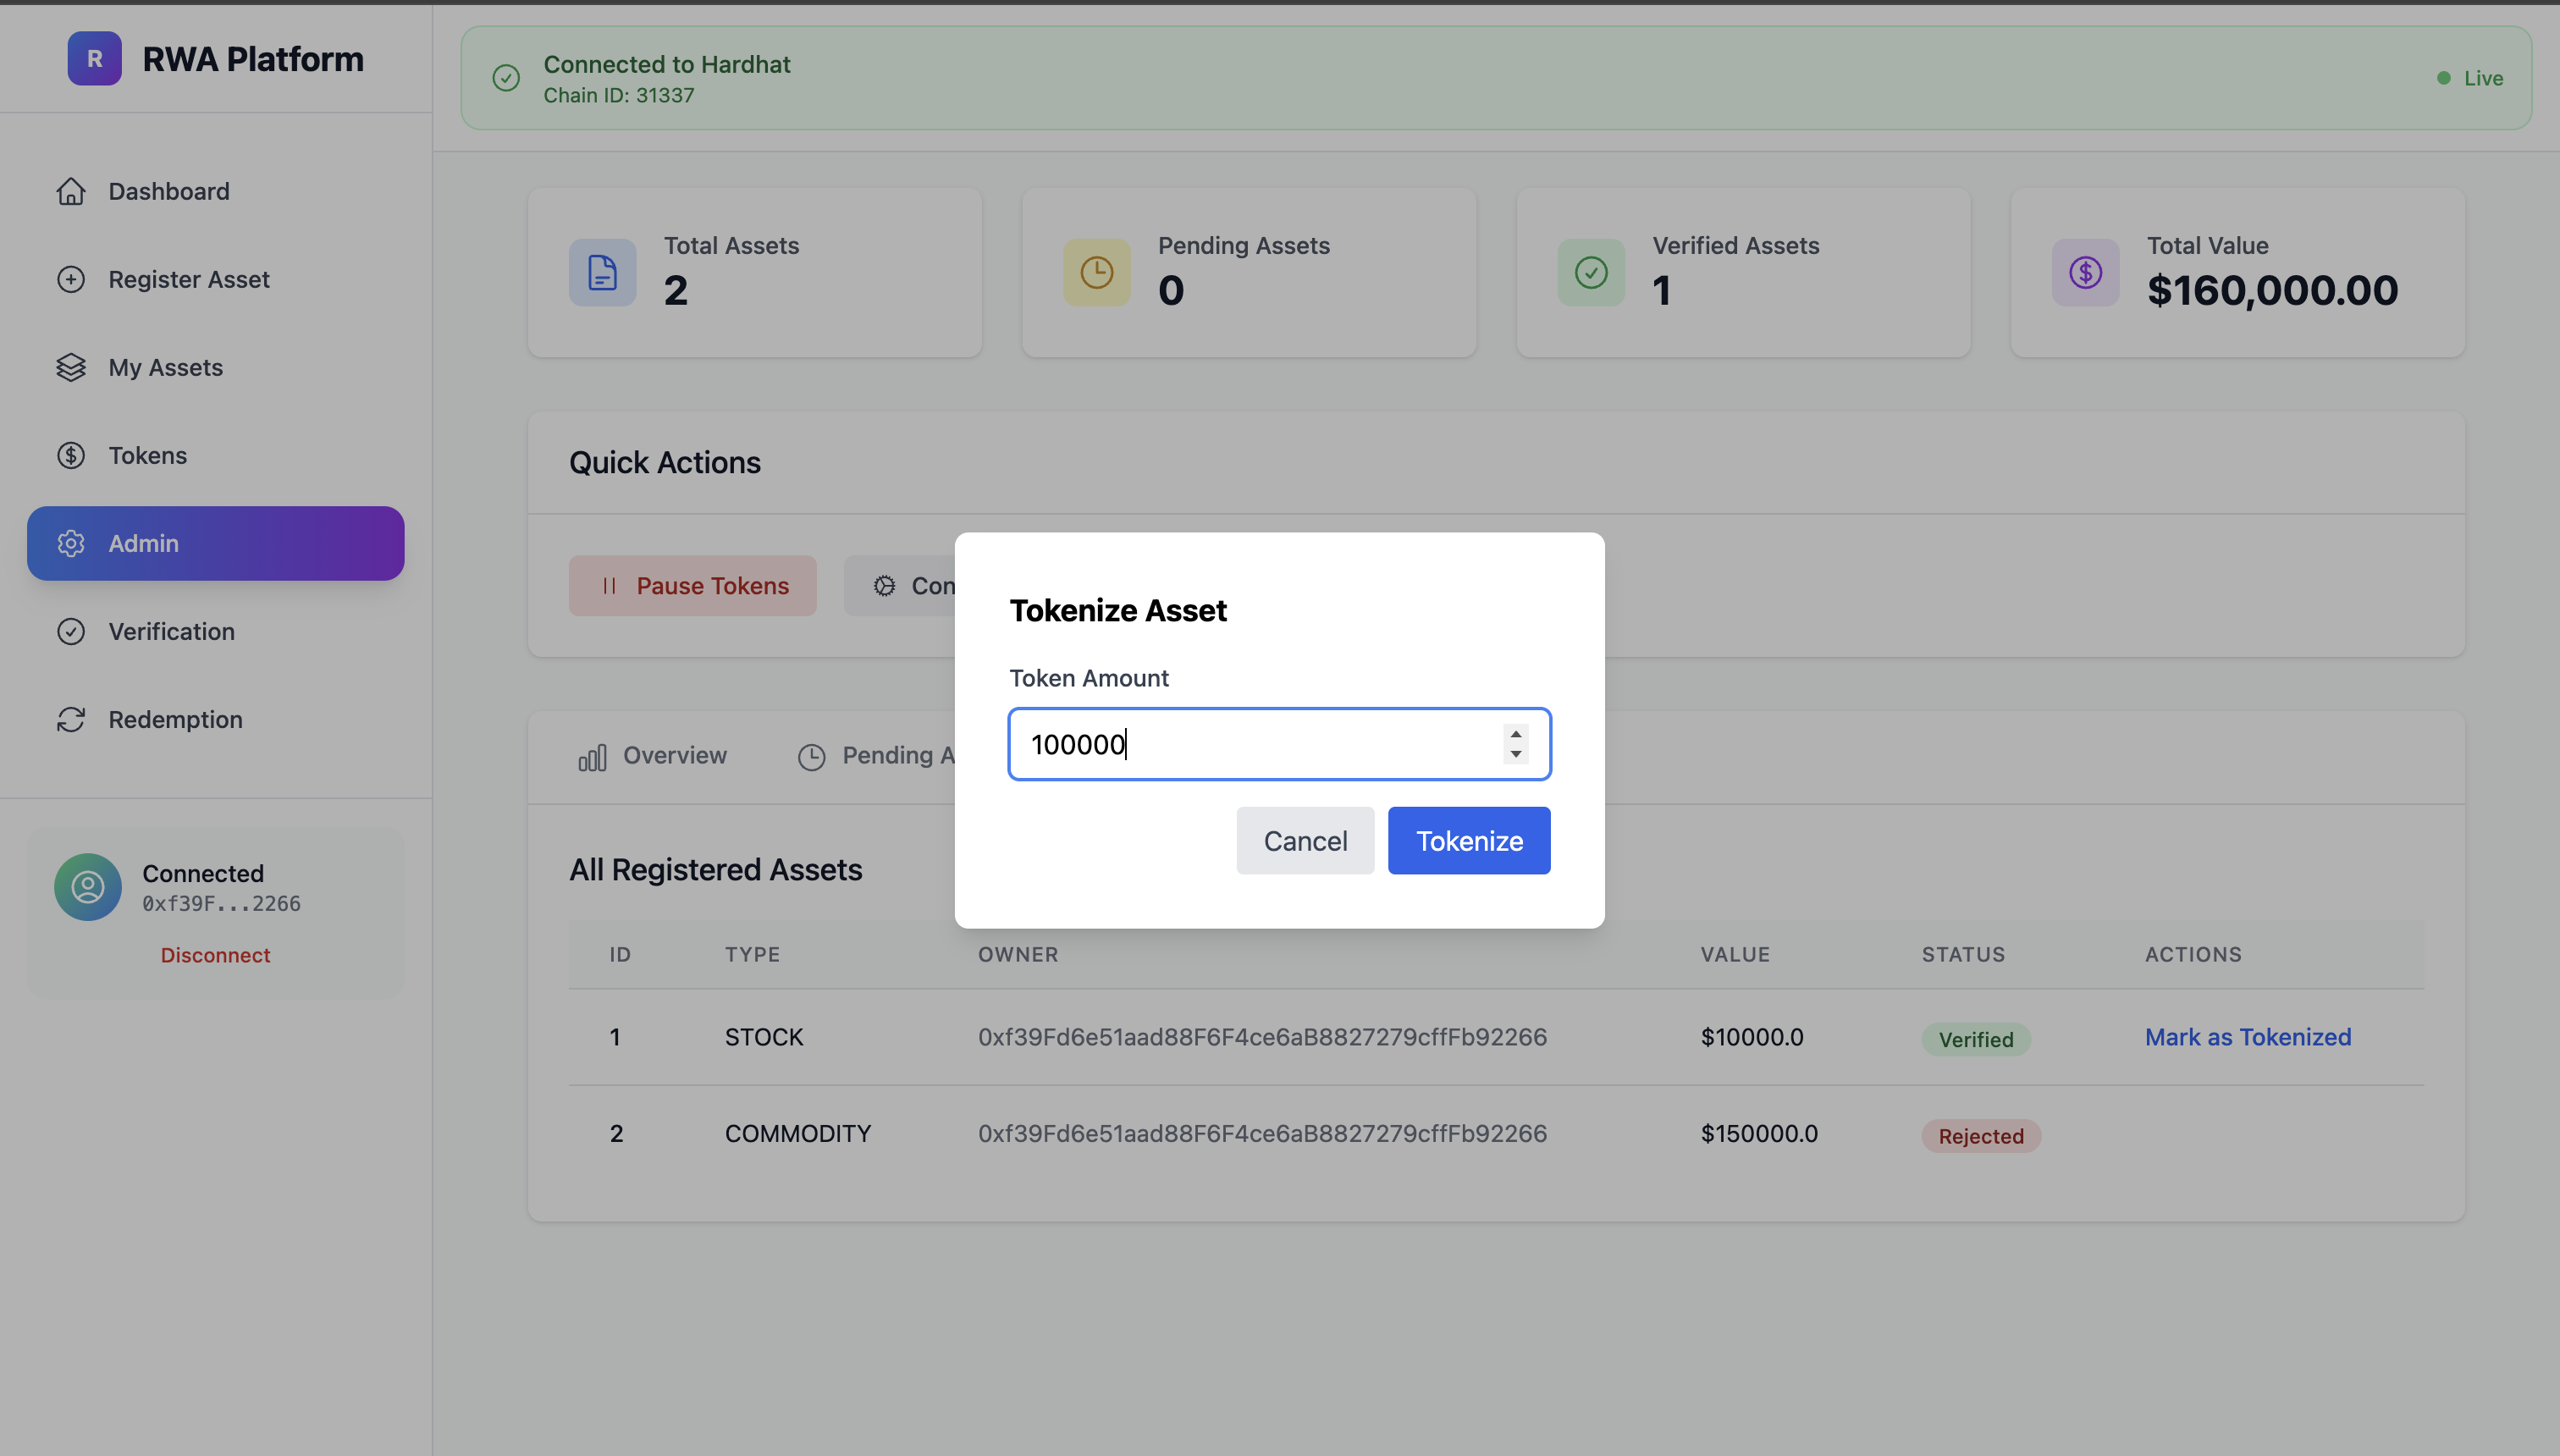 R RWA Platform
Dashboard
Register Asset
My Assets
Tokens
Admin
Verification
Redemption
Connected
0xf39F...2266
Disconnect
Connected to Hardhat
Chain ID: 31337
Live
Total Assets
2
Pending Assets
0
Verified Assets
1
Total Value
$160,000.00
Quick Actions
Pause Tokens
Con
Tokenize Asset
Token Amount
100000
Cancel Tokenize
Overview Pending A
All Registered Assets
ID TYPE OWNER VALUE STATUS ACTIONS
1 STOCK 0xf39Fd6e51aad88F6F4ce6aB8827279cffFb92266 $10000.0 Verified Mark as Tokenized
2 COMMODITY 0xf39Fd6e51aad88F6F4ce6aB8827279cffFb92266 $150000.0 Rejected